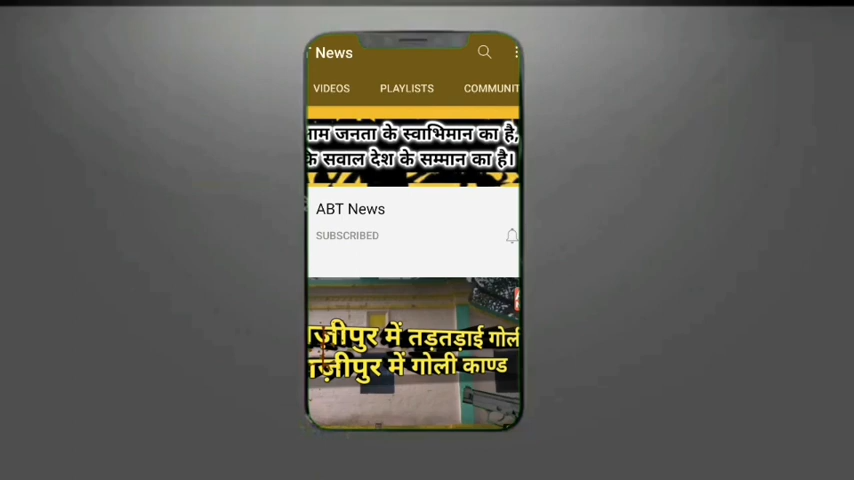 News
VIDEOS PLAYLISTS COMMUNIT
जनता के स्वाभिमान का है,
सवाल देश के सम्मान का है।
ABT News
SUBSCRIBED
में तड़तड़ाई गोल
में गोली काण्ड